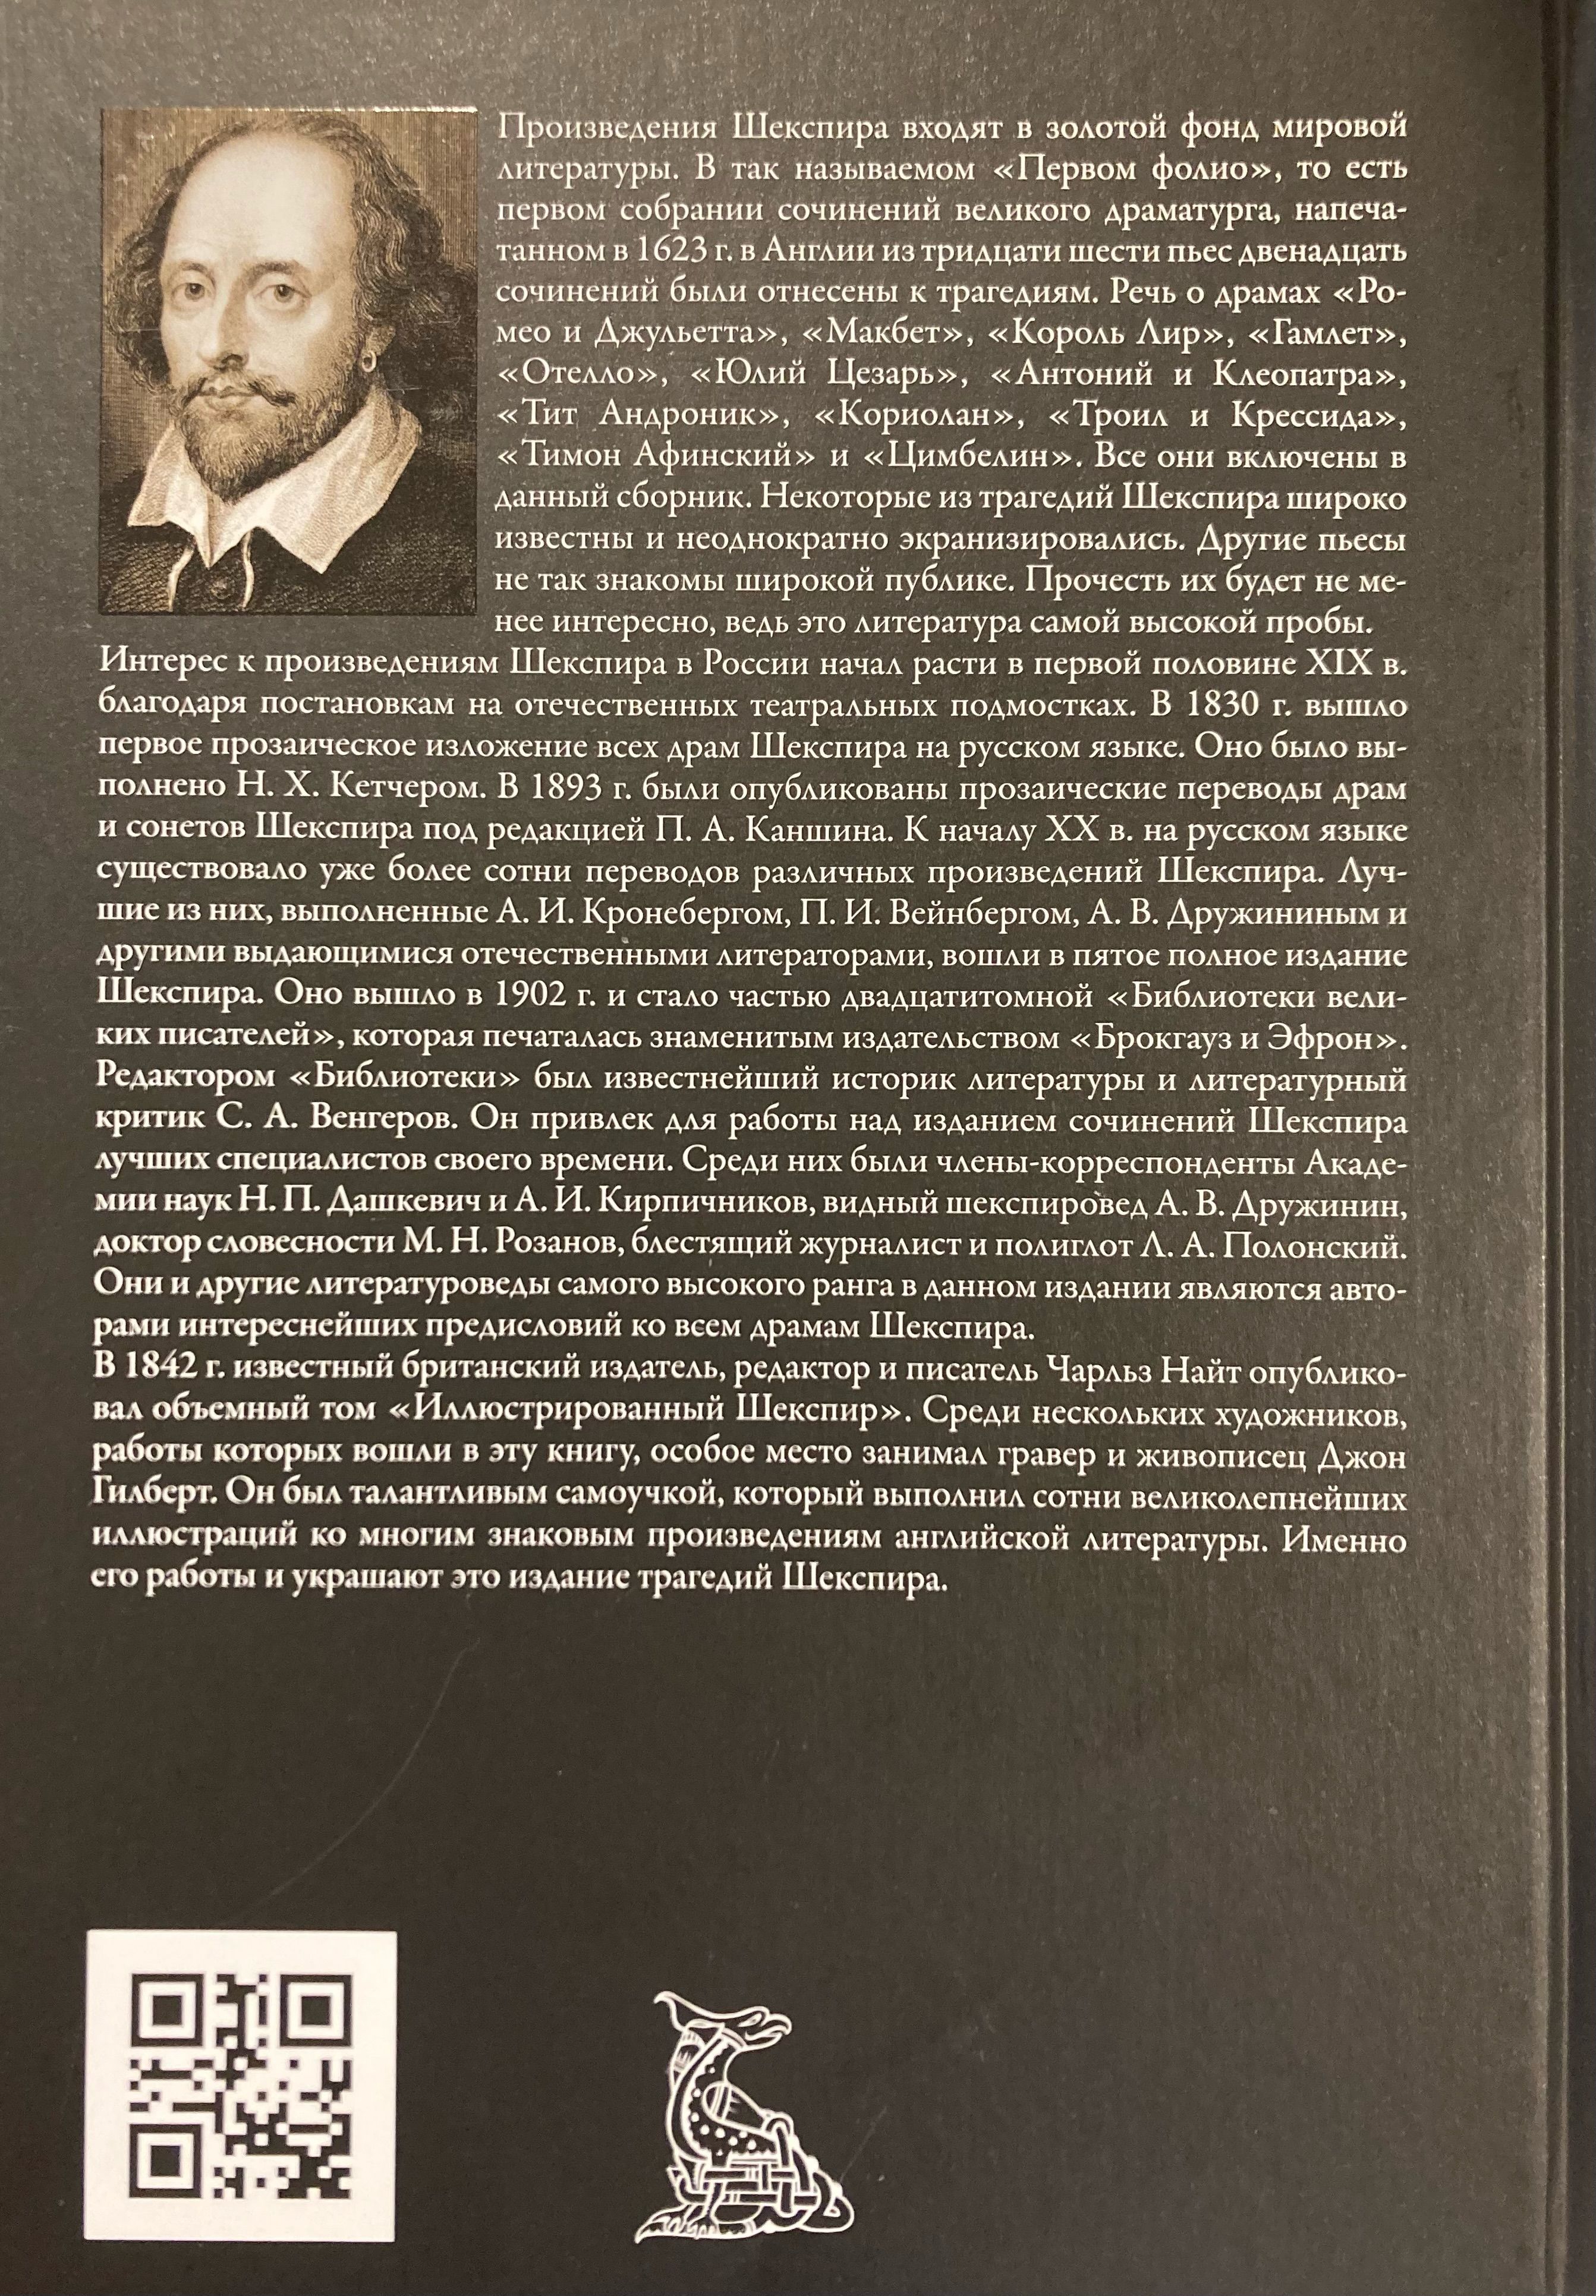 Произведения Шекспира входят в золотой фонд мировой
литературы. В так называемом «Первом фолио», то есть
первом собрании сочинений великого драматурга, напеча-
танном в 1623 г. в Англии из тридцати шести пьес двенадцать
сочинений были отнесены к трагедиям. Речь о драмах «Ро-
мео и Джульетта», «Макбет», «Король Лир», «Гамлет»,
«Отелло», «Юлий Цезарь», «Антоний и Клеопатра»,
«Тит Андроник», «Кориолан», «Троил и Крессида»,
«Тимон Афинский» и «Цимбелин». Все они включены в
данный сборник. Некоторые из трагедий Шекспира широко
известны и неоднократно экранизировались. Другие пьесы
не так знакомы широкой публике. Прочесть их будет не ме-
нее интересно, ведь это литература самой высокой пробы.
Интерес к произведениям Шекспира в России начал расти в первой половине XIX в.
благодаря постановкам на отечественных театральных подмостках. В 1830 г. вышло
первое прозаическое изложение всех драм Шекспира на русском языке. Оно было вы-
полнено Н. Х. Кетчером. В 1893 г. были опубликованы прозаические переводы драм
и сонетов Шекспира под редакцией П. А. Каншина. К началу XX в. на русском языке
существовало уже более сотни переводов различных произведений Шекспира. Луч-
шие из них, выполненные А. И. Кронебергом, П. И. Вейнбергом, А. В. Дружининым и
другими выдающимися отечественными литераторами, вошли в пятое полное издание
Шекспира. Оно вышло в 1902 г. и стало частью двадцатитомной «Библиотеки вели-
ких писателей», которая печаталась знаменитым издательством «Брокгауз и Эфрон».
Редактором «Библиотеки» был известнейший историк литературы и литературный
критик С. А. Венгеров. Он привлек для работы над изданием сочинений Шекспира
лучших специалистов своего времени. Среди них были члены-корреспонденты Акаде-
мии наук Н. П. Дашкевич и А. И. Кирпичников, видный шекспировед А. В. Дружинин,
доктор словесности М. Н. Розанов, блестящий журналист и полиглот Л. А. Полонский.
Они и другие литературоведы самого высокого ранга в данном издании являются авто-
рами интереснейших предисловий ко всем драмам Шекспира.
В 1842 г. известный британский издатель, редактор и писатель Чарльз Найт опублико-
вал объемный том «Иллюстрированный Шекспир». Среди нескольких художников,
работы которых вошли в эту книгу, особое место занимал гравер и живописец Джон
Гилберт. Он был талантливым самоучкой, который выполнил сотни великолепнейших
иллюстраций ко многим знаковым произведениям английской литературы. Именно
его работы и украшают это издание трагедий Шекспира.